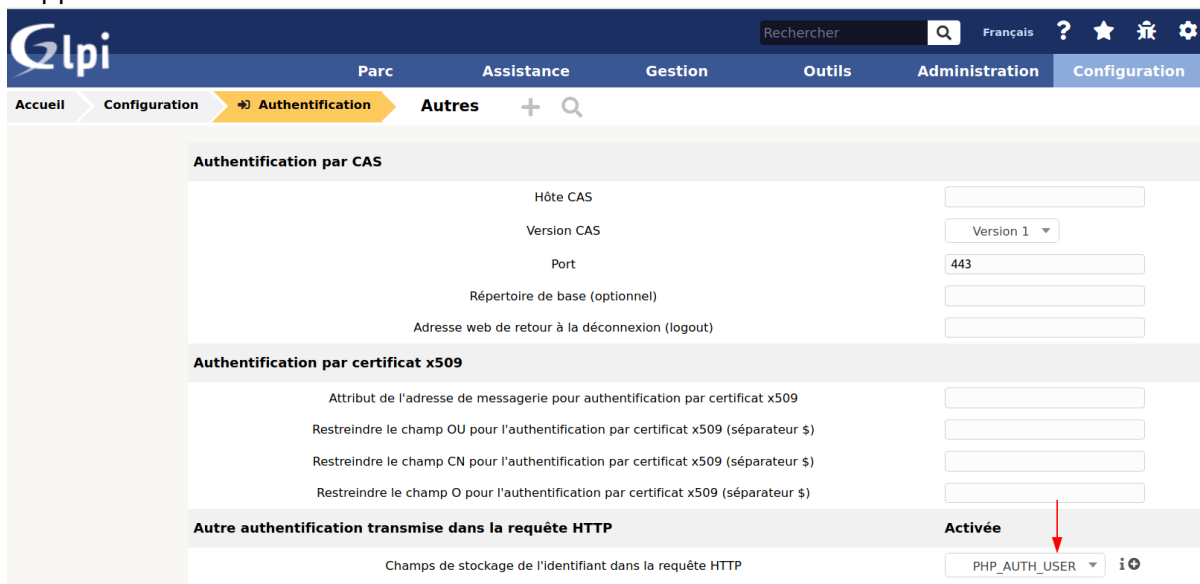 Glpi
Rechercher
Français
Parc Assistance Gestion Outils Administration Configuration
Accueil Configuration Authentification Autres
Authentification par CAS
Hôte CAS
Version CAS Version 1
Port 443
Répertoire de base (optionnel)
Adresse web de retour à la déconnexion (logout)
Authentification par certificat x509
Attribut de l'adresse de messagerie pour authentification par certificat x509
Restreindre le champ OU pour l'authentification par certificat x509 (séparateur $)
Restreindre le champ CN pour l'authentification par certificat x509 (séparateur $)
Restreindre le champ O pour l'authentification par certificat x509 (séparateur $)
Autre authentification transmise dans la requête HTTP Activée
Champs de stockage de l'identifiant dans la requête HTTP PHP_AUTH_USER